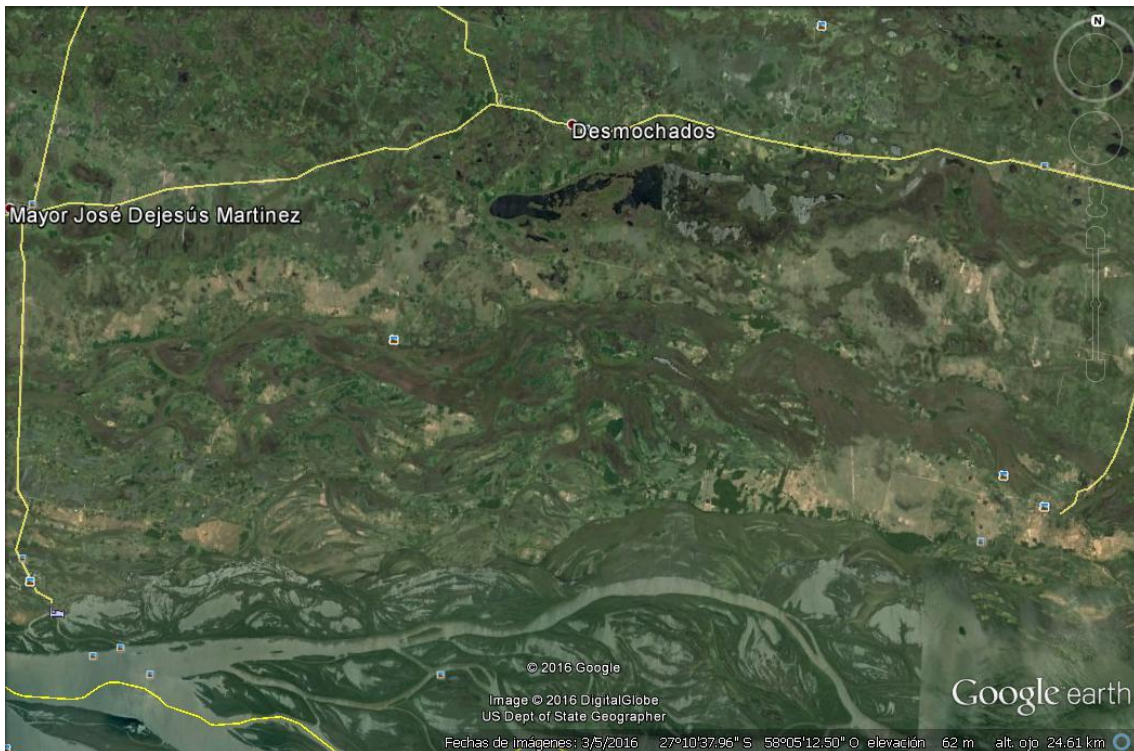 N
Desmochados
Mayor José Dejesús Martinez
© 2016 Google
Image © 2016 DigitalGlobe
US Dept of State Geographer
Google earth
Fechas de imágenes: 3/5/2016 27°10'37.96" S 58°05'12.50" O elevación 62 m alt. ojo 24.61 km